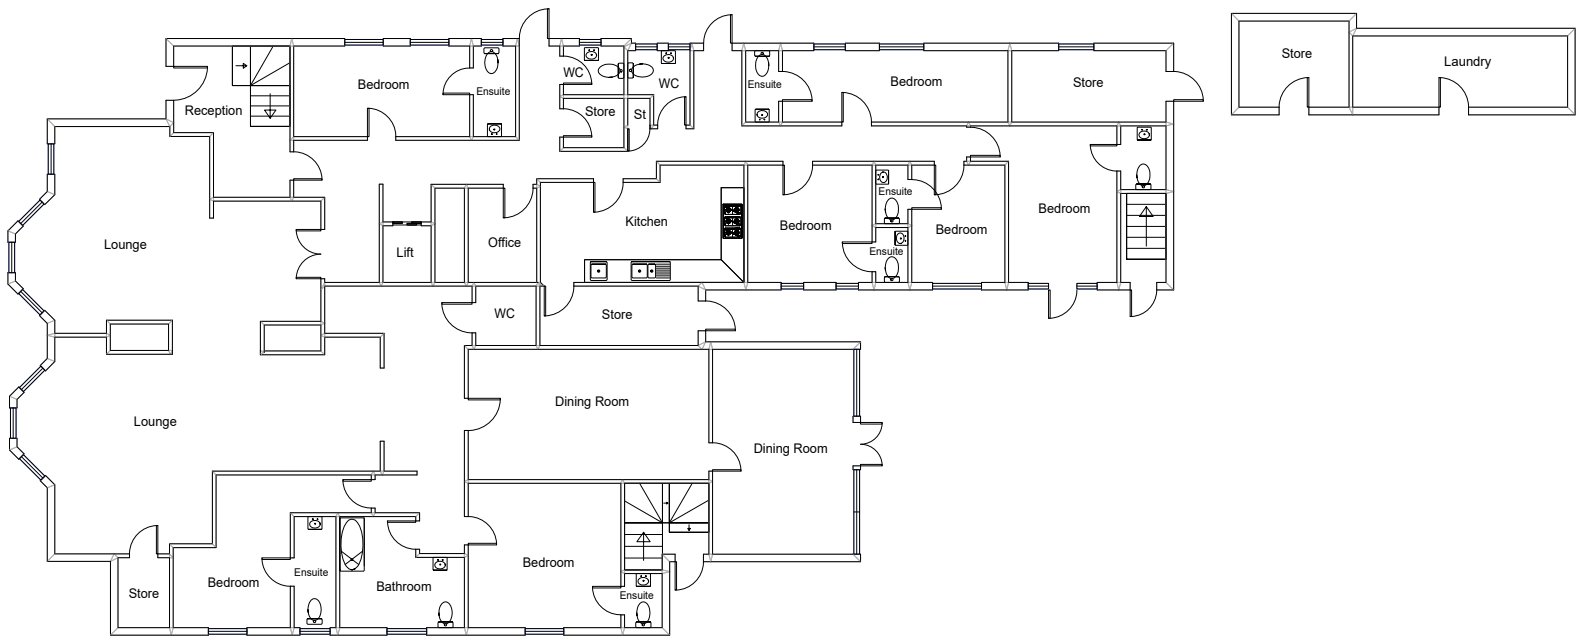 Store
Laundry
WC
Bedroom
Ensuite
WC
Ensuite
Bedroom
Store
Reception
Store
St
Ensuite
Bedroom
Kitchen
Bedroom
Bedroom
Lounge
Office
Lift
Ensuite
WC
Store
Dining Room
Lounge
Dining Room
Bedroom
Ensuite
Bedroom
Bathroom
Store
Ensuite